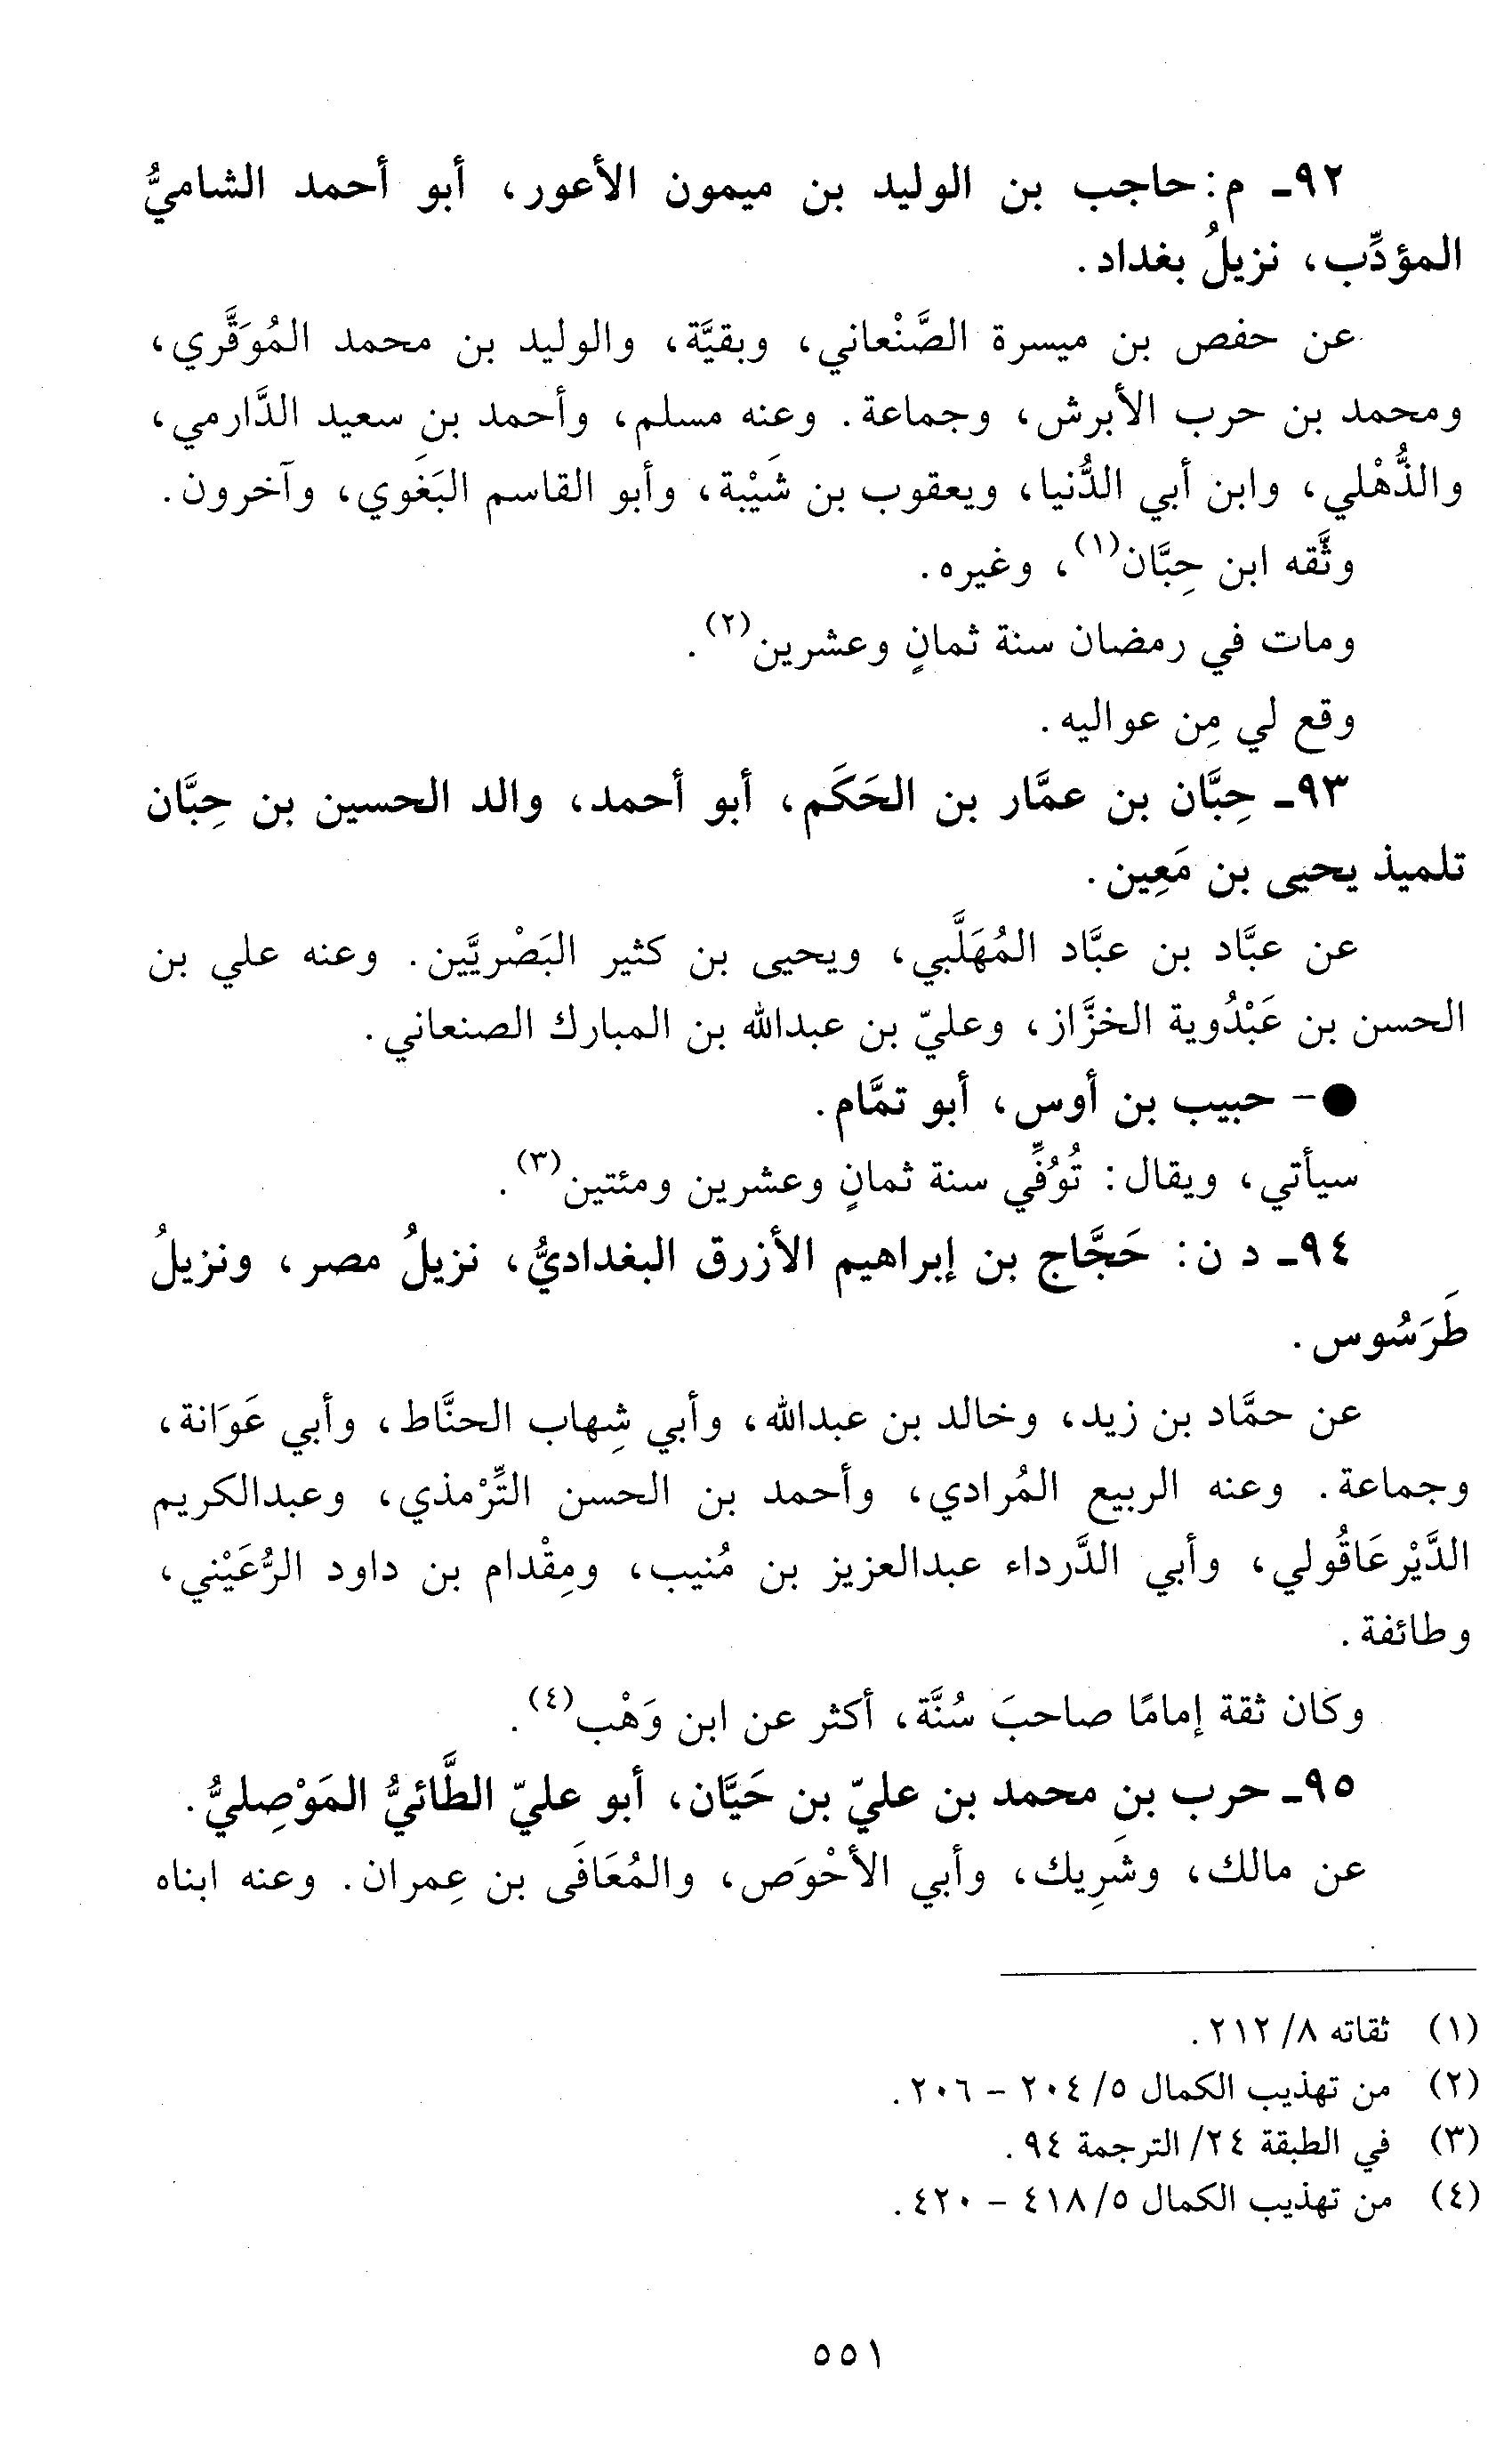 ٩٢ـ م: حاجب بن الوليد بن ميمون الأعور، أبو أحمد الشاميُّ
المؤدِّب، نزيلُ بغداد.
عن حفص بن ميسرة الصَّنْعاني، وبقيَّة، والوليد بن محمد المُوَقَّري،
ومحمد بن حرب الأبرش، وجماعة. وعنه مسلم، وأحمد بن سعيد الدَّارمي،
والذُّهْلي، وابن أبي الدُّنيا، ويعقوب بن شَيْبة، وأبو القاسم البَغَوي، وآخرون.
وثَّقه ابن حِبَّان(١)، وغيره.
ومات في رمضان سنة ثمانٍ وعشرين(٢).
وقع لي مِن عواليه.
٩٣ـ حِبَّان بن عمَّار بن الحَكَم، أبو أحمد، والد الحسين بن حِبَّان
تلميذ يحيى بن مَعِين.
عن عبَّاد بن عبَّاد المُهَلَّبي، ويحيى بن كثير البَصْريَّين. وعنه علي بن
الحسن بن عَبْدُوية الخزَّاز، وعليّ بن عبدالله بن المبارك الصنعاني.
●- حبيب بن أوس، أبو تمَّام.
سيأتي، ويقال: تُوُفِّي سنة ثمانٍ وعشرين ومئتين(٣).
٩٤ـ د ن: حَجَّاج بن إبراهيم الأزرق البغداديُّ، نزيلُ مصر، ونزيلُ
طَرَسُوس.
عن حمَّاد بن زيد، وخالد بن عبدالله، وأبي شِهاب الحنَّاط، وأبي عَوَانة،
وجماعة. وعنه الربيع المُرادي، وأحمد بن الحسن التِّرْمذي، وعبدالكريم
الدَّيْرعَاقُولي، وأبي الدَّرداء عبدالعزيز بن مُنيب، ومِقْدام بن داود الرُّعَيْني،
وطائفة.
وكان ثقة إمامًا صاحبَ سُنَّة، أكثر عن ابن وَهْب(٤).
٩٥ـ حرب بن محمد بن عليّ بن حَيَّان، أبو عليّ الطَّائيُّ المَوْصِليُّ.
عن مالك، وشَرِيك، وأبي الأحْوَص، والمُعَافَى بن عِمران. وعنه ابناه
(١) ثقاته ٨/ ٢١٢.
(٢) من تهذيب الكمال ٥/ ٢٠٤ - ٢٠٦.
(٣) في الطبقة ٢٤/ الترجمة ٩٤.
(٤) من تهذيب الكمال ٥/ ٤١٨ - ٤٢٠.
٥٥١